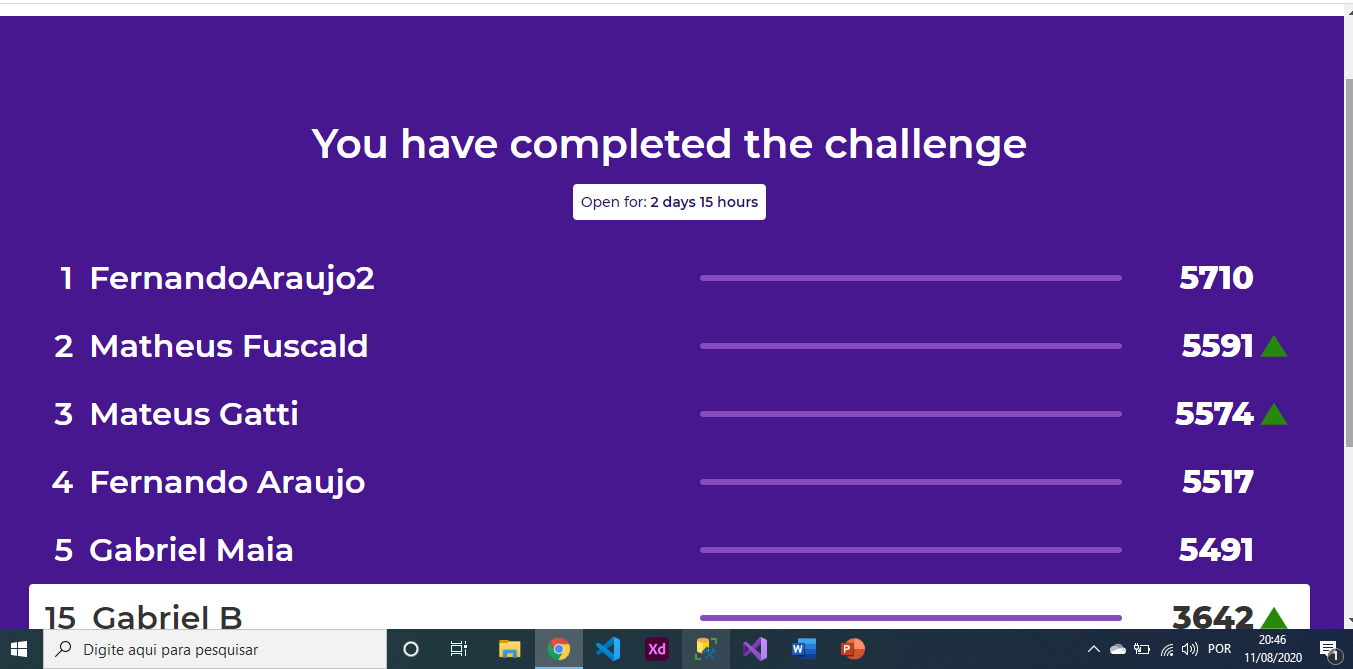 You have completed the challenge
Open for: 2 days 15 hours
1 FernandoAraujo2 5710
2 Matheus Fuscald 5591
3 Mateus Gatti 5574
4 Fernando Araujo 5517
5 Gabriel Maia 5491
15 Gabriel B 3642
Digite aqui para pesquisar
Xd
W
P
POR
20:46
11/08/2020
1